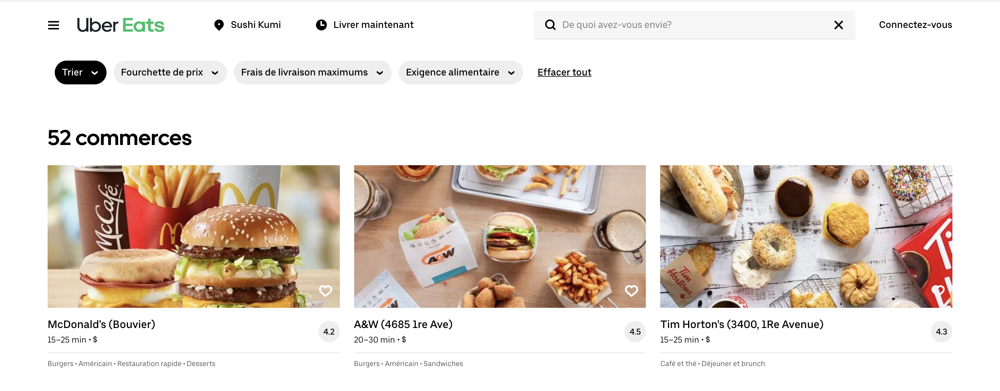 Uber Eats
Sushi Kumi
Livrer maintenant
De quoi avez-vous envie?
Connectez-vous
Trier
Fourchette de prix
Frais de livraison maximums
Exigence alimentaire
Effacer tout
52 commerces
McCafé
A&W
A&W
Tim
Hortons
McDonald's (Bouvier)
4.2
15–25 min • $
Burgers • Américain • Restauration rapide • Desserts
A&W (4685 1re Ave)
4.5
20–30 min • $
Burgers • Américain • Sandwiches
Tim Horton's (3400, 1Re Avenue)
4.3
15–25 min • $
Café et thé • Déjeuner et brunch